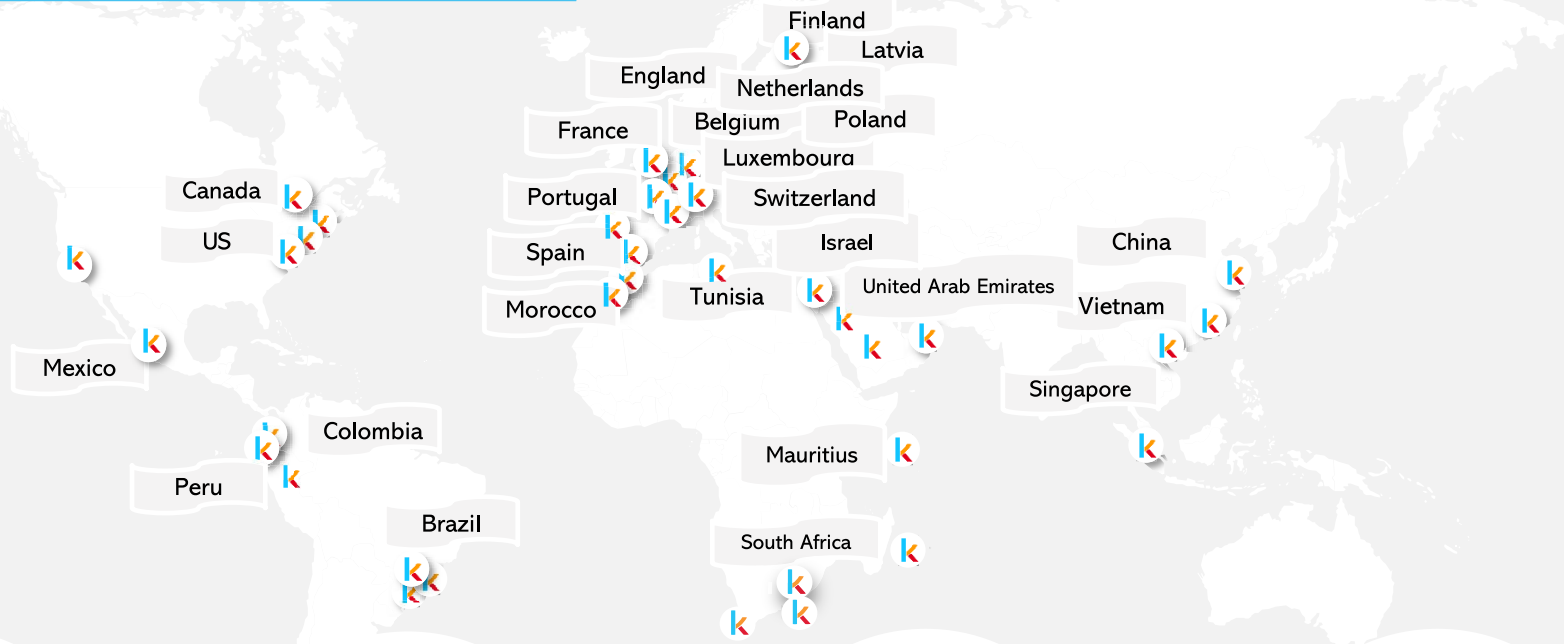 Finland
Latvia
England
Netherlands
Belgium
Poland
France
Luxembourg
Canada
Portugal
Switzerland
US
Spain
Israel
China
Morocco
Tunisia
United Arab Emirates
Vietnam
Mexico
Singapore
Colombia
Mauritius
Peru
Brazil
South Africa